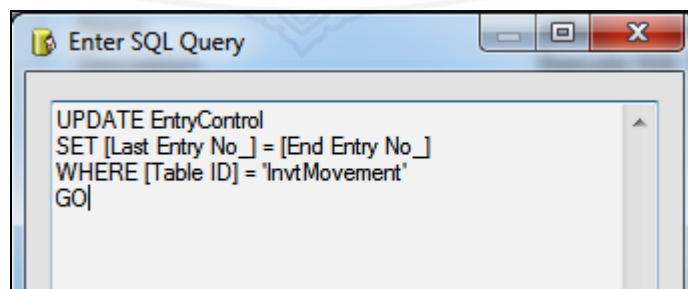 Enter SQL Query
UPDATE EntryControl
SET [Last Entry No_] = [End Entry No_]
WHERE [Table ID] = 'InvtMovement'
GO